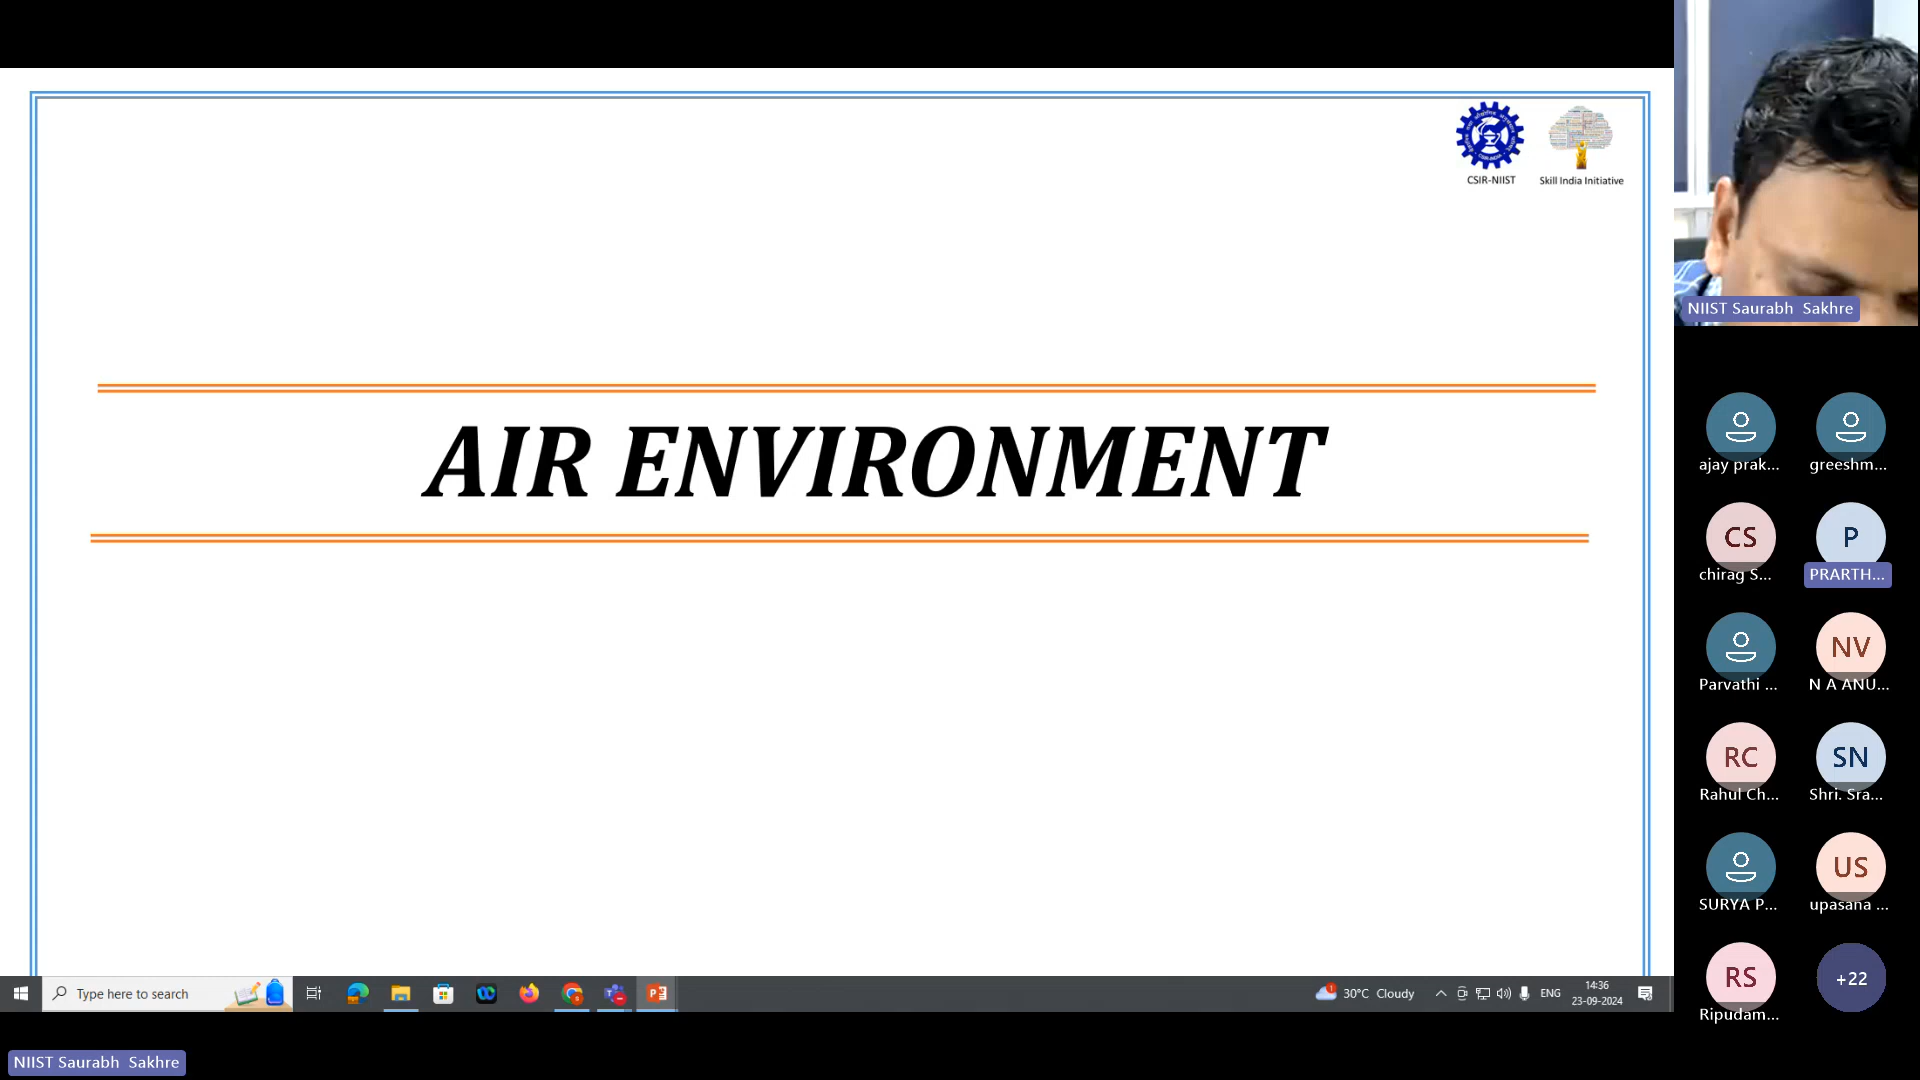 CSIR-NIIST
Skill India Initiative
AIR ENVIRONMENT
NIIST Saurabh Sakhre
ajay prak...
greeshm...
CS
P
chirag S...
PRARTH...
NV
Parvathi ...
N A ANU...
RC
SN
Rahul Ch...
Shri. Sra...
US
SURYA P...
upasana ...
RS
+22
Ripudam...
Type here to search
30°C Cloudy
ENG
14:36
23-09-2024
NIIST Saurabh Sakhre